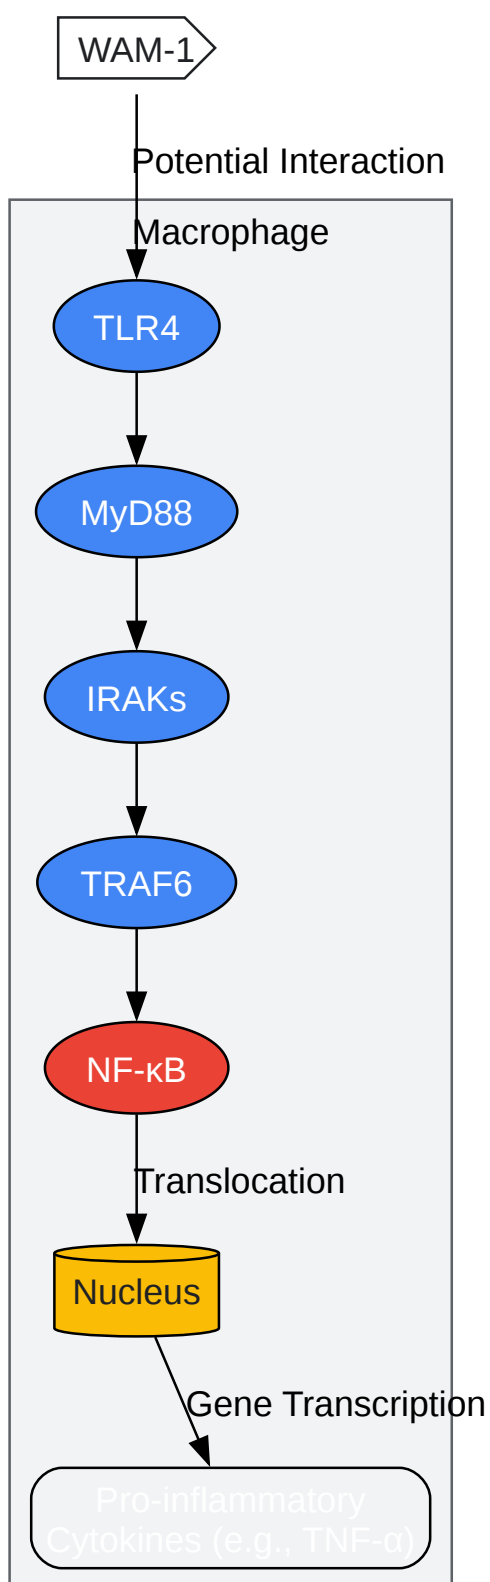 WAM-1
Potential Interaction
Macrophage
TLR4
MyD88
IRAKs
TRAF6
NF-κB
Translocation
Nucleus
Gene Transcription
Pro-inflammatory
Cytokines (e.g., TNF-α)